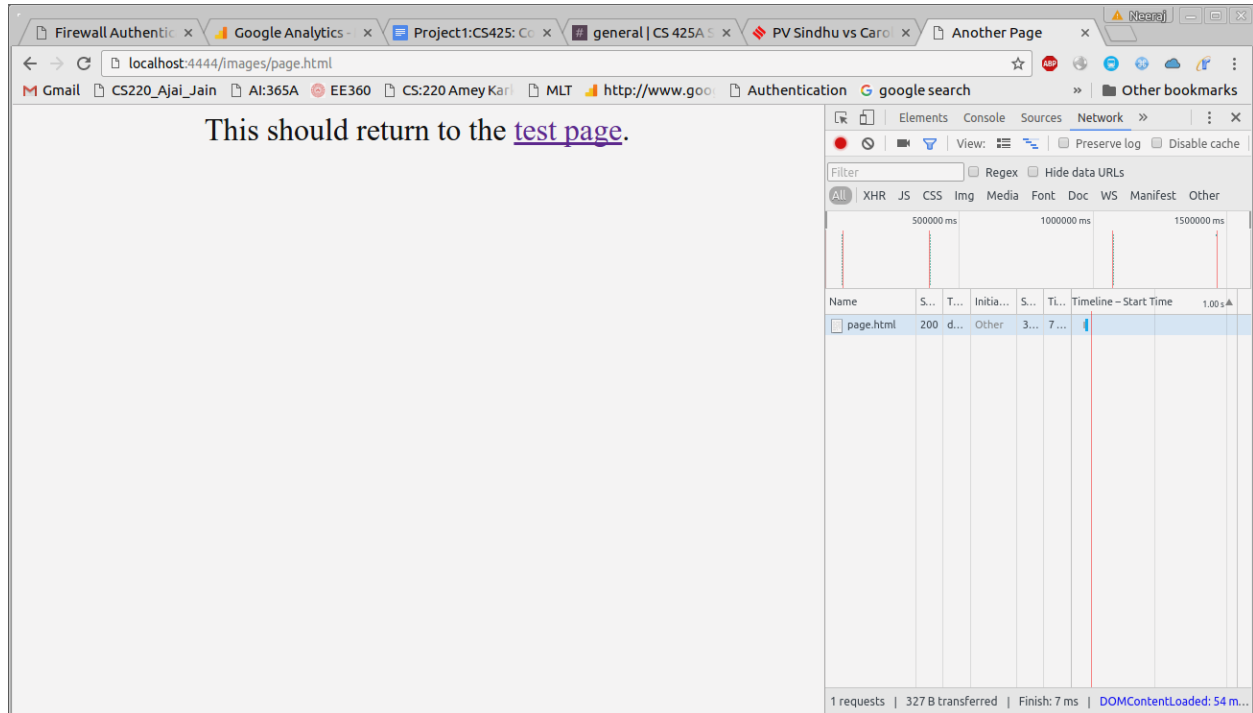 Neeraj
Firewall Authentic Google Analytics - Project1:CS425: Co general | CS 425A S PV Sindhu vs Carol Another Page
localhost:4444/images/page.html ABP
Gmail CS220_Ajai_Jain AI:365A EE360 CS:220 Amey Kar MLT http://www.goo Authentication google search » Other bookmarks
This should return to the test page.
Elements Console Sources Network »
View: Preserve log Disable cache
Filter Regex Hide data URLs
All XHR JS CSS Img Media Font Doc WS Manifest Other
500000 ms 1000000 ms 1500000 ms
Name S... T... Initia... S... Ti... Timeline – Start Time 1.00 s
page.html 200 d... Other 3... 7...
1 requests | 327 B transferred | Finish: 7 ms | DOMContentLoaded: 54 m...